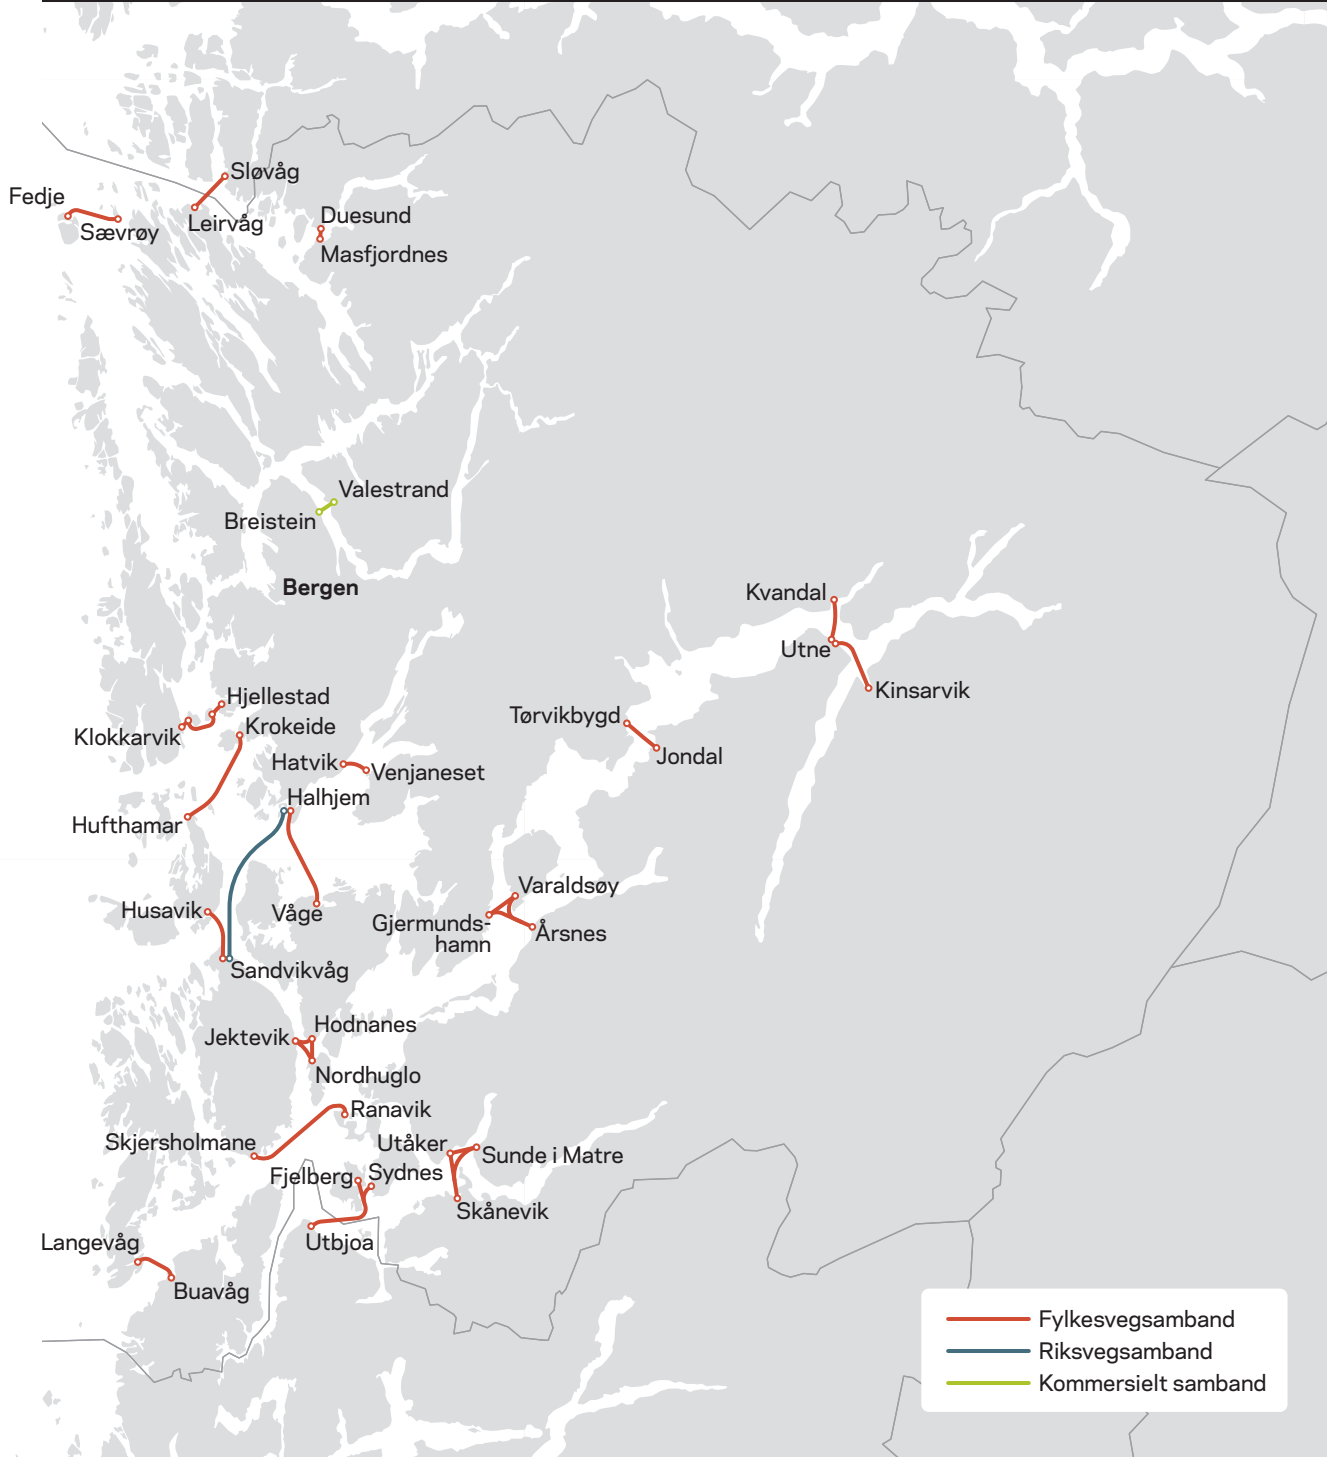 Sløvåg
Fedje
Sævrøy
Leirvåg
Duesund
Masfjordnes
Valestrand
Breistein
Bergen
Kvandal
Utne
Kinsarvik
Hjellestad
Klokkarvik
Krokeide
Tørvikbygd
Jondal
Hatvik
Venjaneset
Halhjem
Hufthamar
Varaldsøy
Husavik
Våge
Gjermunds-
hamn
Årsnes
Sandvikvåg
Hodnanes
Jektevik
Nordhuglo
Ranavik
Skjersholmane
Utåker
Sunde i Matre
Fjelberg
Sydnes
Skånevik
Utbjoa
Langevåg
Buavåg
Fylkesvegsamband
Riksvegsamband
Kommersielt samband